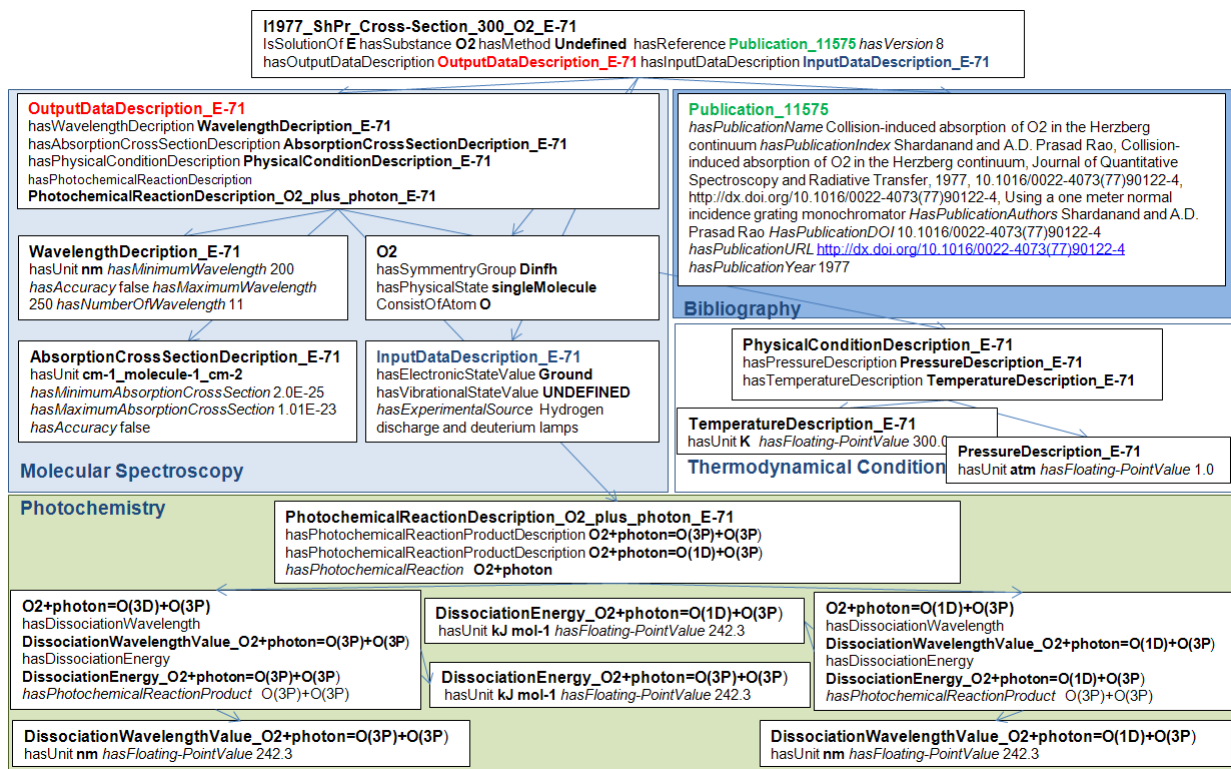 I1977_ShPr_Cross-Section_300_O2_E-71
IsSolutionOf E hasSubstance O2 hasMethod Undefined hasReference Publication_11575 hasVersion 8
hasOutputDataDescription OutputDataDescription_E-71 hasInputDataDescription InputDataDescription_E-71
OutputDataDescription_E-71
hasWavelengthDecription WavelengthDecription_E-71
hasAbsorptionCrossSectionDescription AbsorptionCrossSectionDecription_E-71
hasPhysicalConditionDescription PhysicalConditionDescription_E-71
hasPhotochemicalReactionDescription
PhotochemicalReactionDescription_O2_plus_photon_E-71
WavelengthDecription_E-71
hasUnit nm hasMinimumWavelength 200
hasAccuracy false hasMaximumWavelength
250 hasNumberOfWavelength 11
O2
hasSymmentryGroup Dinfh
hasPhysicalState singleMolecule
ConsistOfAtom O
AbsorptionCrossSectionDecription_E-71
hasUnit cm-1_molecule-1_cm-2
hasMinimumAbsorptionCrossSection 2.0E-25
hasMaximumAbsorptionCrossSection 1.01E-23
hasAccuracy false
InputDataDescription_E-71
hasElectronicStateValue Ground
hasVibrationalStateValue UNDEFINED
hasExperimentalSource Hydrogen
discharge and deuterium lamps
Molecular Spectroscopy
Publication_11575
hasPublicationName Collision-induced absorption of O2 in the Herzberg
continuum hasPublicationIndex Shardanand and A.D. Prasad Rao, Collision-
induced absorption of O2 in the Herzberg continuum, Journal of Quantitative
Spectroscopy and Radiative Transfer, 1977, 10.1016/0022-4073(77)90122-4,
http://dx.doi.org/10.1016/0022-4073(77)90122-4, Using a one meter normal
incidence grating monochromator HasPublicationAuthors Shardanand and A.D.
Prasad Rao HasPublicationDOI 10.1016/0022-4073(77)90122-4
hasPublicationURL http://dx.doi.org/10.1016/0022-4073(77)90122-4
hasPublicationYear 1977
Bibliography
PhysicalConditionDescription_E-71
hasPressureDescription PressureDescription_E-71
hasTemperatureDescription TemperatureDescription_E-71
TemperatureDescription_E-71
hasUnit K hasFloating-PointValue 300.0
PressureDescription_E-71
hasUnit atm hasFloating-PointValue 1.0
Thermodynamical Condition
Photochemistry
PhotochemicalReactionDescription_O2_plus_photon_E-71
hasPhotochemicalReactionProductDescription O2+photon=O(3P)+O(3P)
hasPhotochemicalReactionProductDescription O2+photon=O(1D)+O(3P)
hasPhotochemicalReaction O2+photon
O2+photon=O(3D)+O(3P)
hasDissociationWavelength
DissociationWavelengthValue_O2+photon=O(3P)+O(3P)
hasDissociationEnergy
DissociationEnergy_O2+photon=O(3P)+O(3P)
hasPhotochemicalReactionProduct O(3P)+O(3P)
DissociationEnergy_O2+photon=O(1D)+O(3P)
hasUnit kJ mol-1 hasFloating-PointValue 242.3
DissociationEnergy_O2+photon=O(3P)+O(3P)
hasUnit kJ mol-1 hasFloating-PointValue 242.3
O2+photon=O(1D)+O(3P)
hasDissociationWavelength
DissociationWavelengthValue_O2+photon=O(1D)+O(3P)
hasDissociationEnergy
DissociationEnergy_O2+photon=O(1D)+O(3P)
hasPhotochemicalReactionProduct O(3P)+O(3P)
DissociationWavelengthValue_O2+photon=O(3P)+O(3P)
hasUnit nm hasFloating-PointValue 242.3
DissociationWavelengthValue_O2+photon=O(1D)+O(3P)
hasUnit nm hasFloating-PointValue 242.3